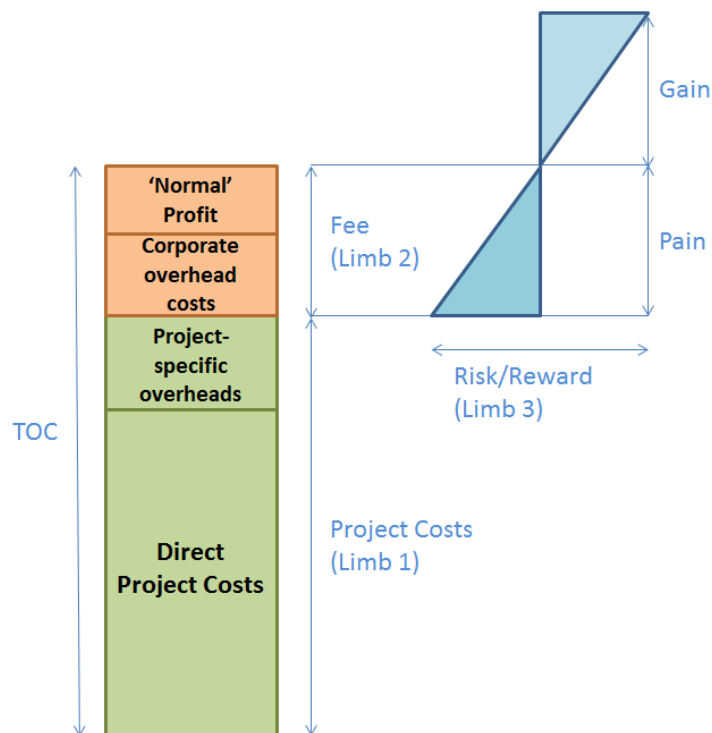 ‘Normal’
Profit
Corporate
overhead
costs
Project-
specific
overheads
Direct
Project Costs
TOC
Fee
(Limb 2)
Project Costs
(Limb 1)
Gain
Pain
Risk/Reward
(Limb 3)